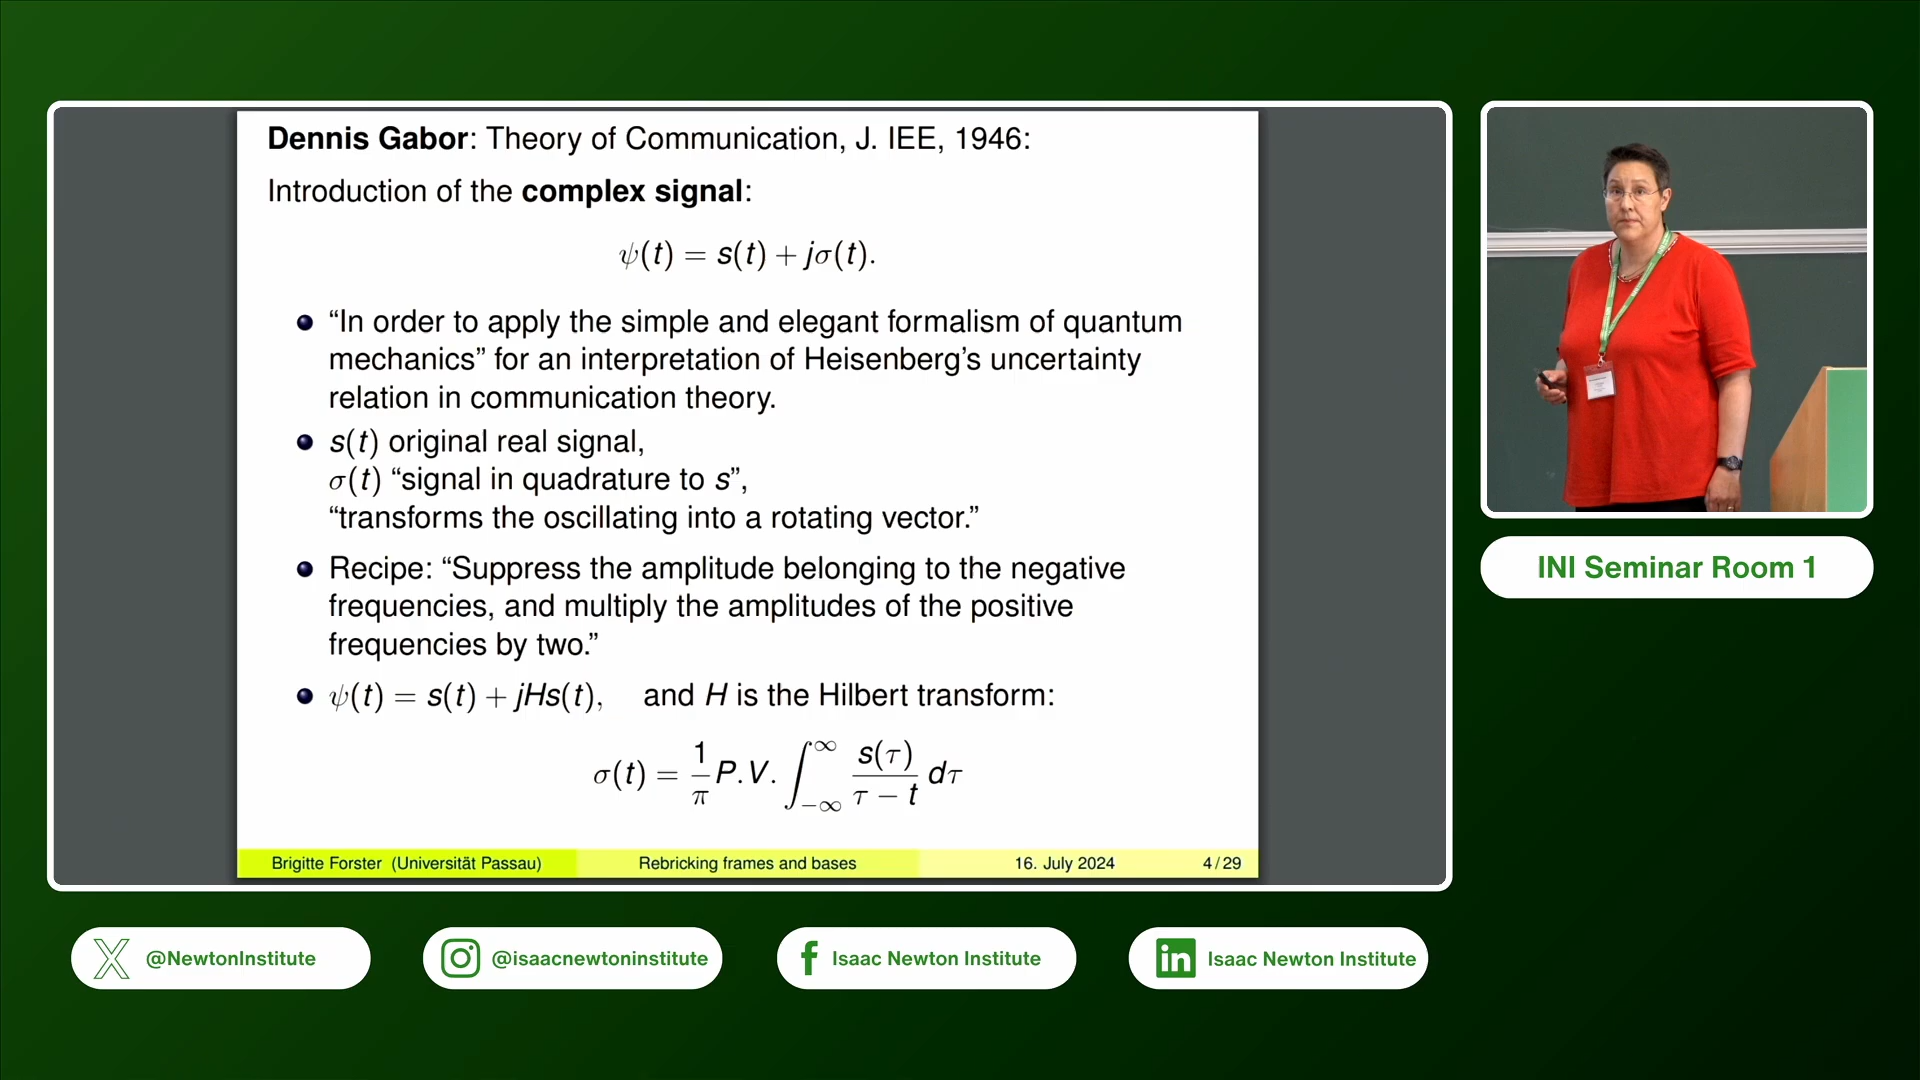 Dennis Gabor: Theory of Communication, J. IEE, 1946:
Introduction of the complex signal:
ψ(t) = s(t) + jσ(t).
“In order to apply the simple and elegant formalism of quantum
mechanics” for an interpretation of Heisenberg’s uncertainty
relation in communication theory.
s(t) original real signal,
σ(t) “signal in quadrature to s”,
“transforms the oscillating into a rotating vector.”
Recipe: “Suppress the amplitude belonging to the negative
frequencies, and multiply the amplitudes of the positive
frequencies by two.”
ψ(t) = s(t) + jHs(t), and H is the Hilbert transform:
σ(t) = 1/π P.V. ∫_{-∞}^{∞} s(τ)/(τ − t) dτ
Brigitte Forster (Universität Passau) Rebricking frames and bases 16. July 2024 4 / 29
INI Seminar Room 1
@NewtonInstitute
@isaacnewtoninstitute
Isaac Newton Institute
Isaac Newton Institute